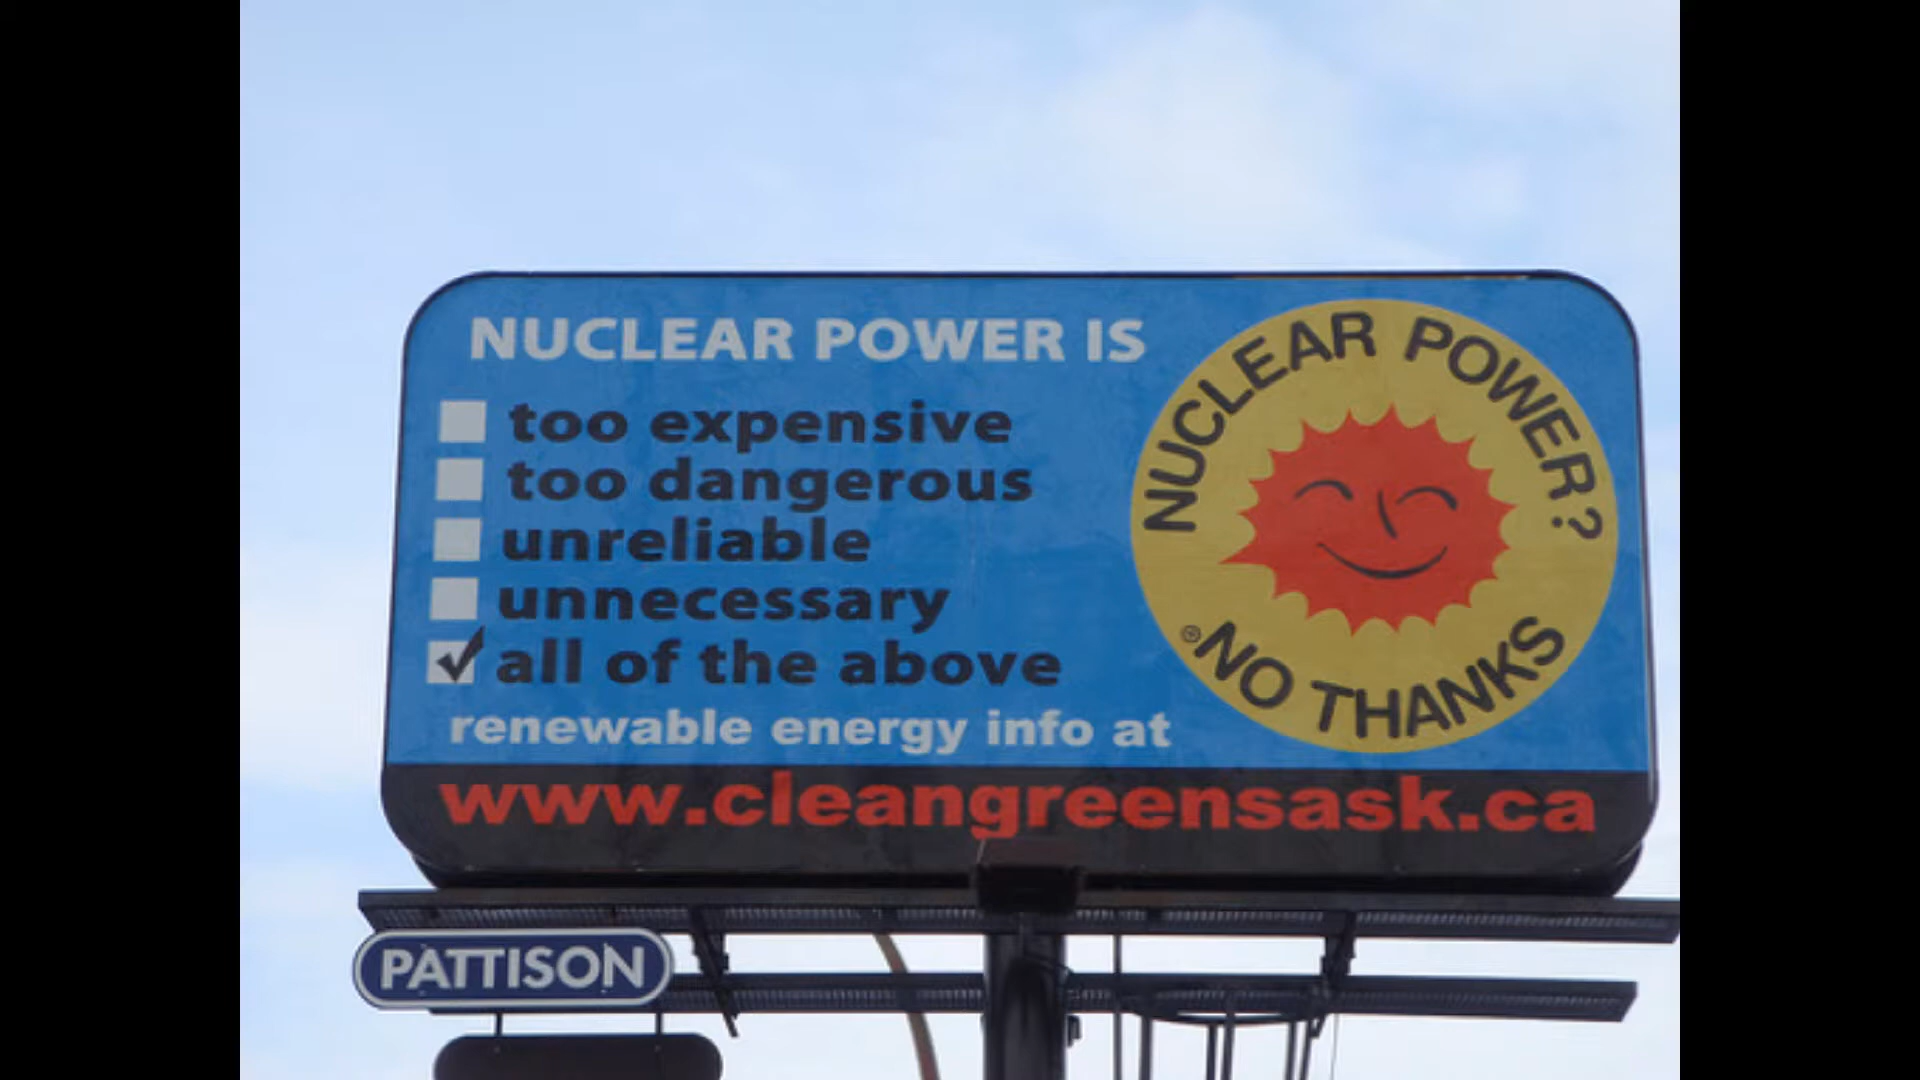 NUCLEAR POWER IS
too expensive
too dangerous
unreliable
unnecessary
all of the above
renewable energy info at
www.cleangreensask.ca
NUCLEAR POWER?
NO THANKS
®
PATTISON